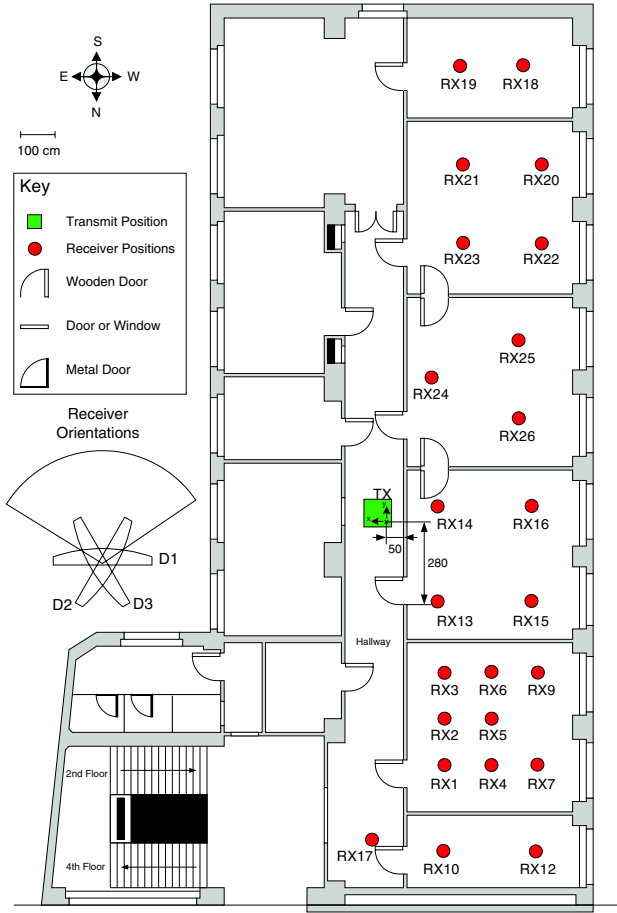 S
E W
N
100 cm
Key
Transmit Position
Receiver Positions
Wooden Door
Door or Window
Metal Door
Receiver
Orientations
D1
D2 D3
RX19 RX18
RX21 RX20
RX23 RX22
RX25
RX24
RX26
TX
y
x
z
50
280
RX14 RX16
RX13 RX15
Hallway
RX3 RX6 RX9
RX2 RX5
RX1 RX4 RX7
2nd Floor
4th Floor
RX17
RX10 RX12